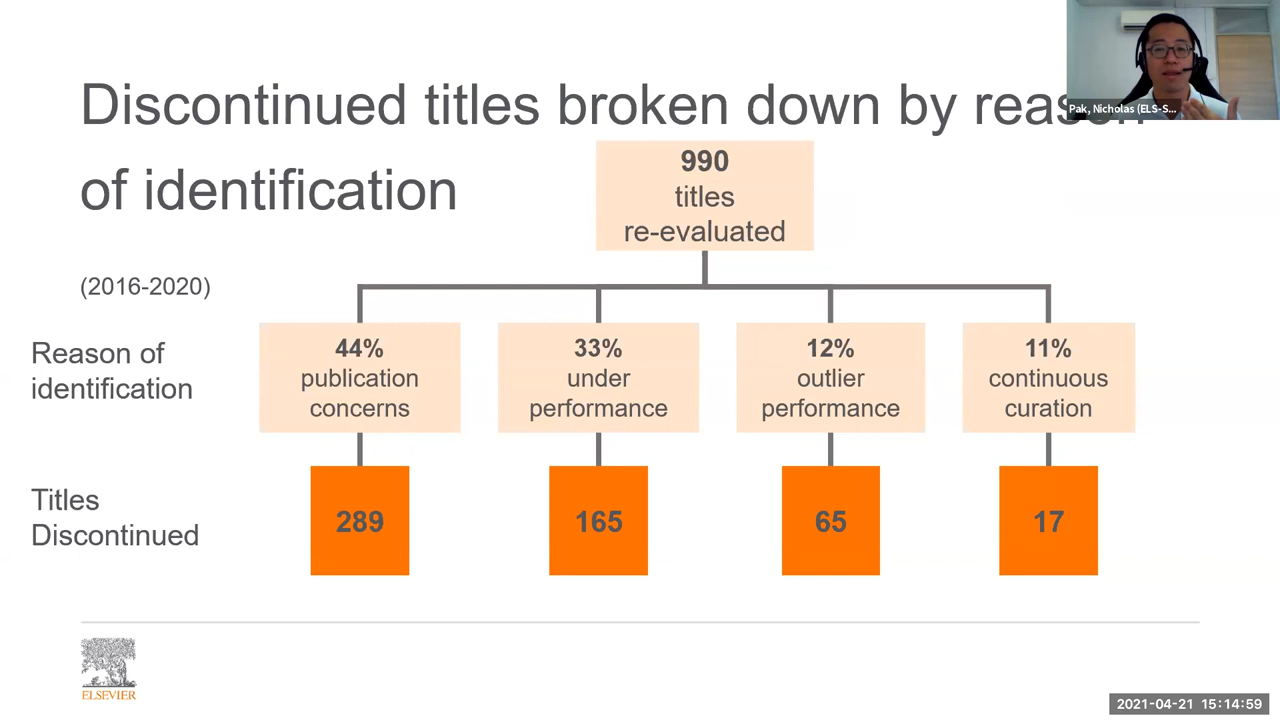 Discontinued titles broken down by reason
of identification
Pak, Nicholas (ELS-S...
990
titles
re-evaluated
(2016-2020)
Reason of
identification
44%
publication
concerns
33%
under
performance
12%
outlier
performance
11%
continuous
curation
Titles
Discontinued
289
165
65
17
ELSEVIER
2021-04-21 15:14:59